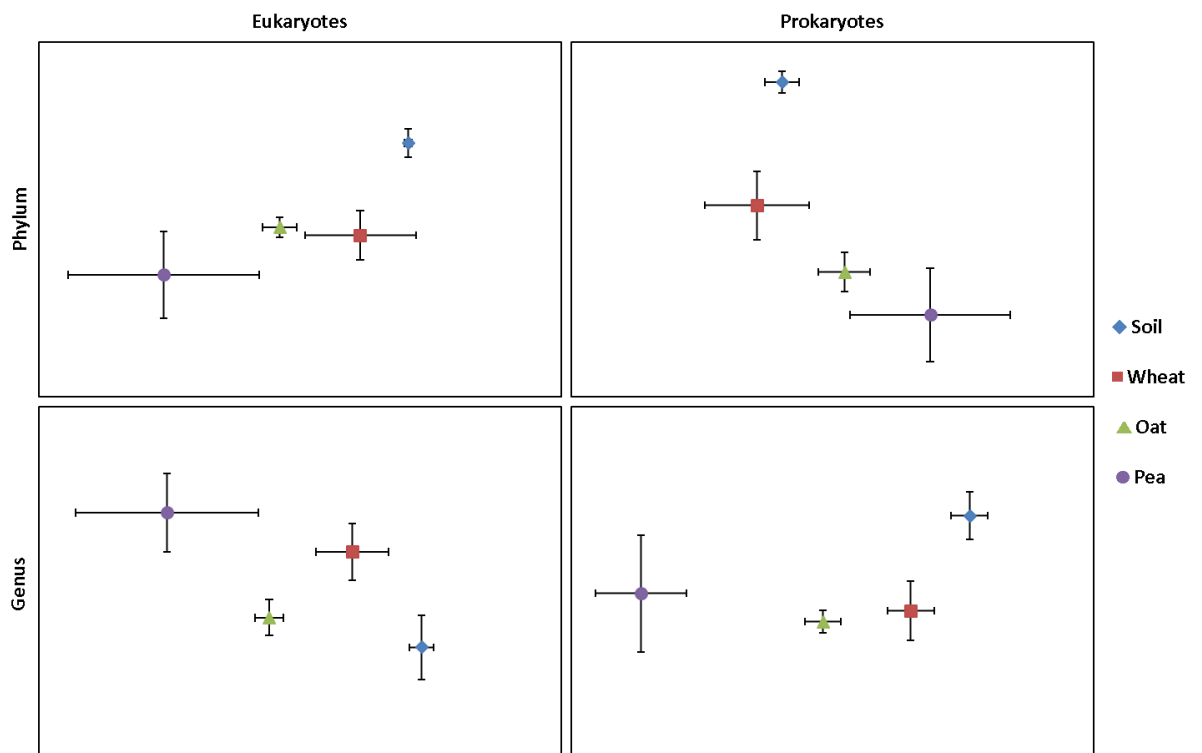 Eukaryotes
Prokaryotes
Phylum
Genus
Soil
Wheat
Oat
Pea